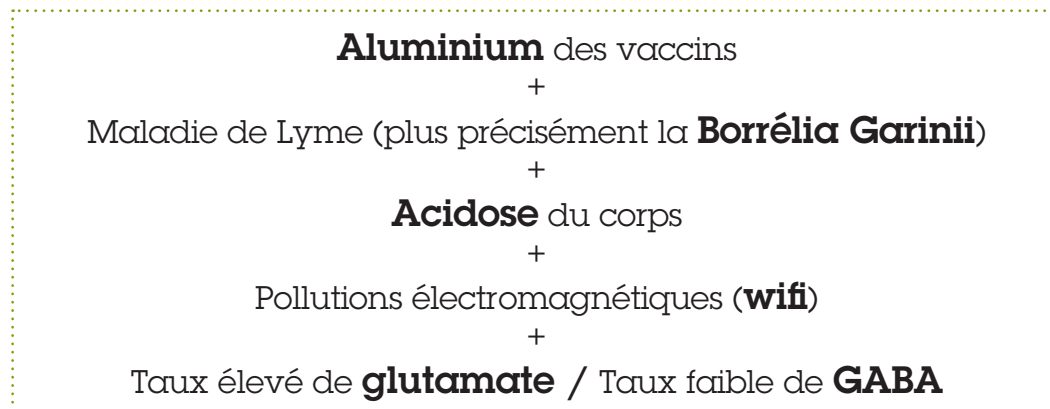 Aluminium des vaccins
+
Maladie de Lyme (plus précisément la Borrélia Garinii)
+
Acidose du corps
+
Pollutions électromagnétiques (wifi)
+
Taux élevé de glutamate / Taux faible de GABA